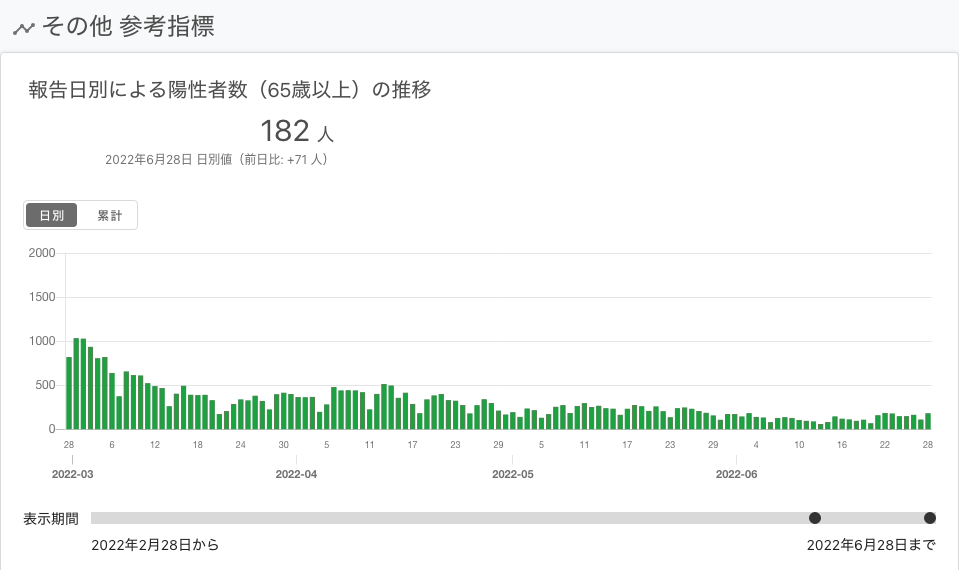 その他 参考指標
報告日別による陽性者数（65歳以上）の推移
182 人
2022年6月28日 日別値（前日比: +71 人）
日別 累計
2000
1500
1000
500
0
28 6 12 18 24 30 5 11 17 23 29 5 11 17 23 29 4 10 16 22 28
2022-03 2022-04 2022-05 2022-06
表示期間
2022年2月28日から 2022年6月28日まで